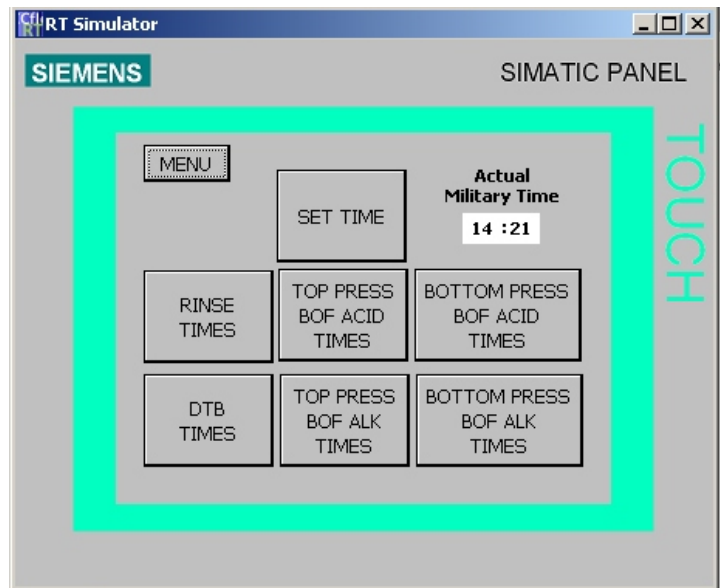 RT Simulator
SIEMENS
SIMATIC PANEL
TOUCH
MENU
SET TIME
Actual
Military Time
14 :21
RINSE
TIMES
TOP PRESS
BOF ACID
TIMES
BOTTOM PRESS
BOF ACID
TIMES
DTB
TIMES
TOP PRESS
BOF ALK
TIMES
BOTTOM PRESS
BOF ALK
TIMES